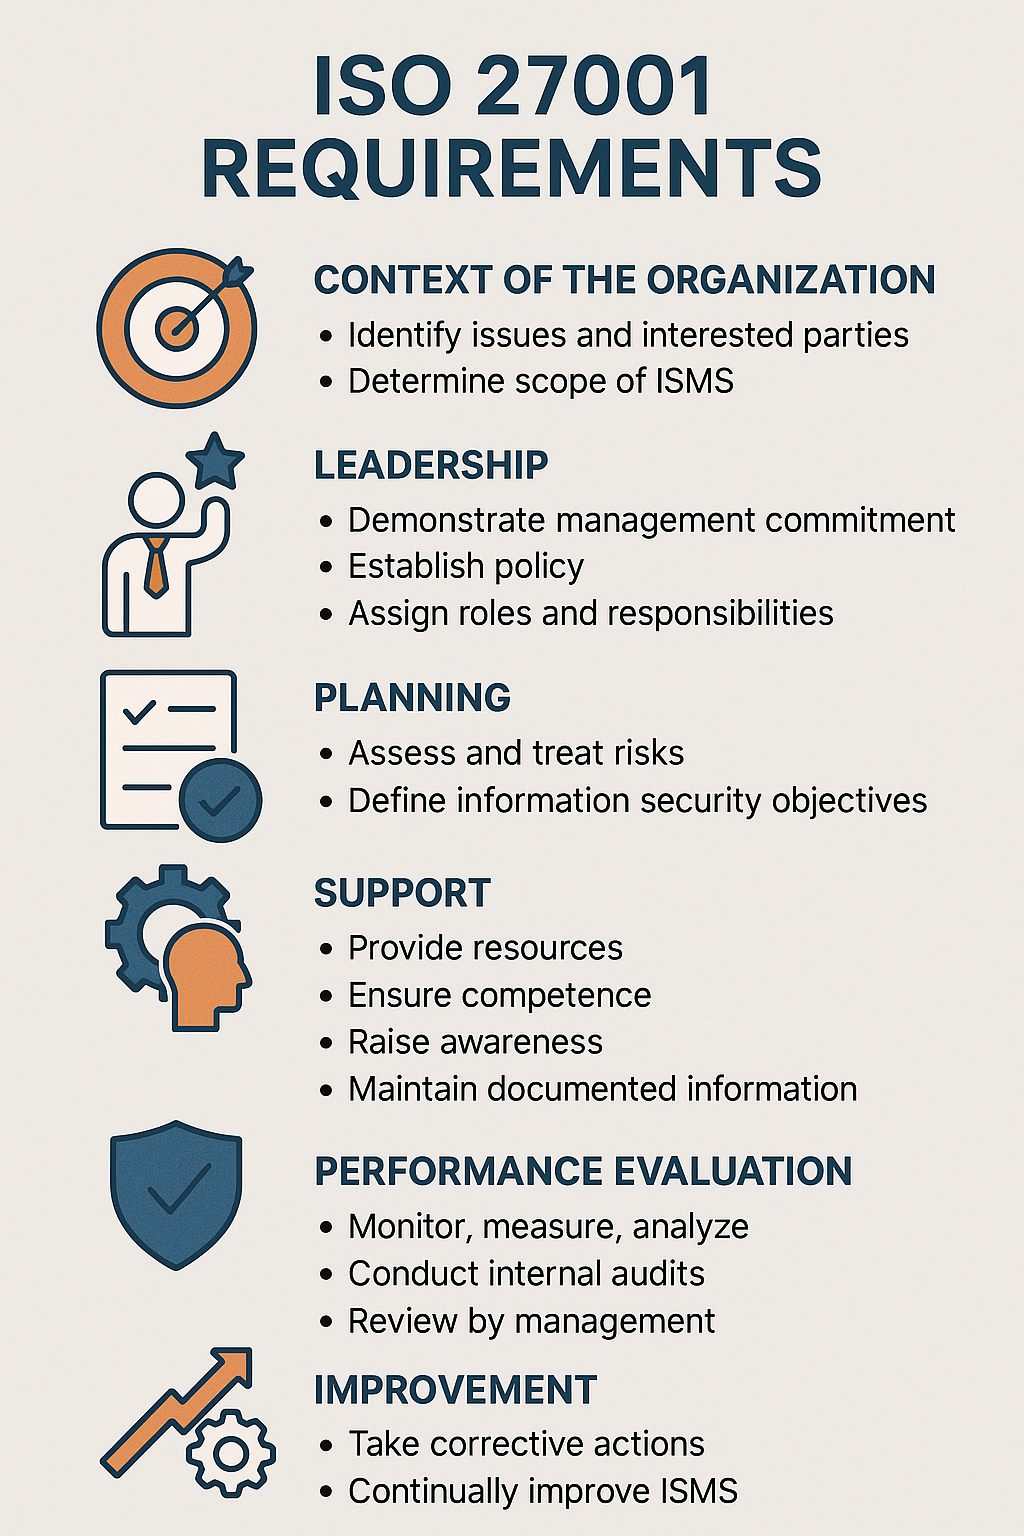 ISO 27001
REQUIREMENTS
CONTEXT OF THE ORGANIZATION
• Identify issues and interested parties
• Determine scope of ISMS
LEADERSHIP
• Demonstrate management commitment
• Establish policy
• Assign roles and responsibilities
PLANNING
• Assess and treat risks
• Define information security objectives
SUPPORT
• Provide resources
• Ensure competence
• Raise awareness
• Maintain documented information
PERFORMANCE EVALUATION
• Monitor, measure, analyze
• Conduct internal audits
• Review by management
IMPROVEMENT
• Take corrective actions
• Continually improve ISMS